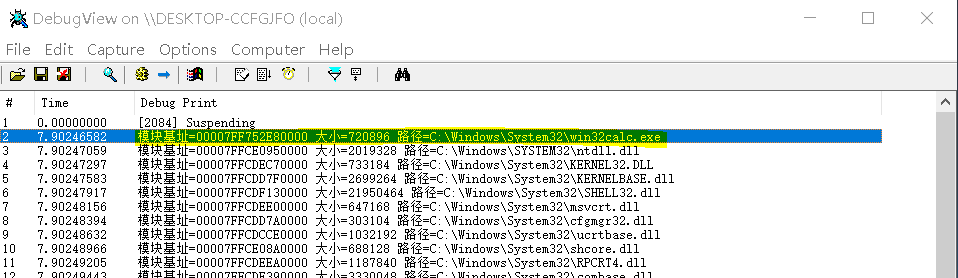 DebugView on \\DESKTOP-CCFGJFO (local)
File Edit Capture Options Computer Help
# Time Debug Print
1 0.00000000 [2084] Suspending
2 7.90246582 模块基址=00007FF752E80000 大小=720896 路径=C:\Windows\System32\win32calc.exe
3 7.90247059 模块基址=00007FFCE0950000 大小=2019328 路径=C:\Windows\SYSTEM32\ntdll.dll
4 7.90247297 模块基址=00007FFCDEC70000 大小=733184 路径=C:\Windows\System32\KERNEL32.DLL
5 7.90247583 模块基址=00007FFCDD7F0000 大小=2699264 路径=C:\Windows\System32\KERNELBASE.dll
6 7.90247917 模块基址=00007FFCDF130000 大小=21950464 路径=C:\Windows\System32\SHELL32.dll
7 7.90248156 模块基址=00007FFCDEE00000 大小=647168 路径=C:\Windows\System32\msvcrt.dll
8 7.90248394 模块基址=00007FFCDD7A0000 大小=303104 路径=C:\Windows\System32\cfgmgr32.dll
9 7.90248632 模块基址=00007FFCDCCE0000 大小=1032192 路径=C:\Windows\System32\ucrtbase.dll
10 7.90248966 模块基址=00007FFCE08A0000 大小=688128 路径=C:\Windows\System32\shcore.dll
11 7.90249205 模块基址=00007FFCDEEA0000 大小=1187840 路径=C:\Windows\System32\RPCRT4.dll
12 7.90249443 模块基址=00007FFCDE390000 大小=3330048 路径=C:\Windows\System32\combase.dll